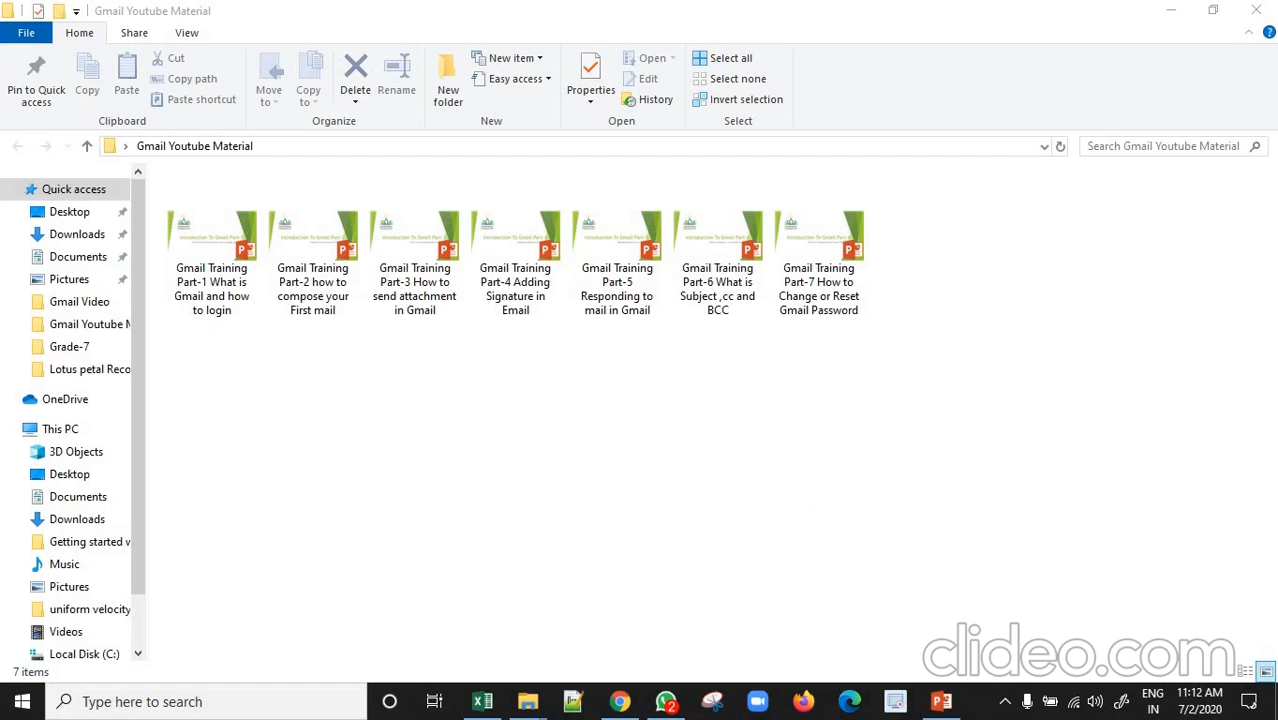 Gmail Youtube Material
File Home Share View
Pin to Quick access
Copy
Paste
Cut
Copy path
Paste shortcut
Clipboard
Move to
Copy to
Delete
Rename
Organize
New folder
New item
Easy access
New
Properties
Open
Edit
History
Open
Select all
Select none
Invert selection
Select
Gmail Youtube Material
Search Gmail Youtube Material
Quick access
Desktop
Downloads
Documents
Pictures
Gmail Video
Gmail Youtube M
Grade-7
Lotus petal Reco
OneDrive
This PC
3D Objects
Desktop
Documents
Downloads
Getting started w
Music
Pictures
uniform velocity
Videos
Local Disk (C:)
Gmail Training
Part-1 What is
Gmail and how
to login
Gmail Training
Part-2 how to
compose your
First mail
Gmail Training
Part-3 How to
send attachment
in Gmail
Gmail Training
Part-4 Adding
Signature in
Email
Gmail Training
Part-5
Responding to
mail in Gmail
Gmail Training
Part-6 What is
Subject ,cc and
BCC
Gmail Training
Part-7 How to
Change or Reset
Gmail Password
clideo.com
7 items
Type here to search
2
ENG
IN
11:12 AM
7/2/2020